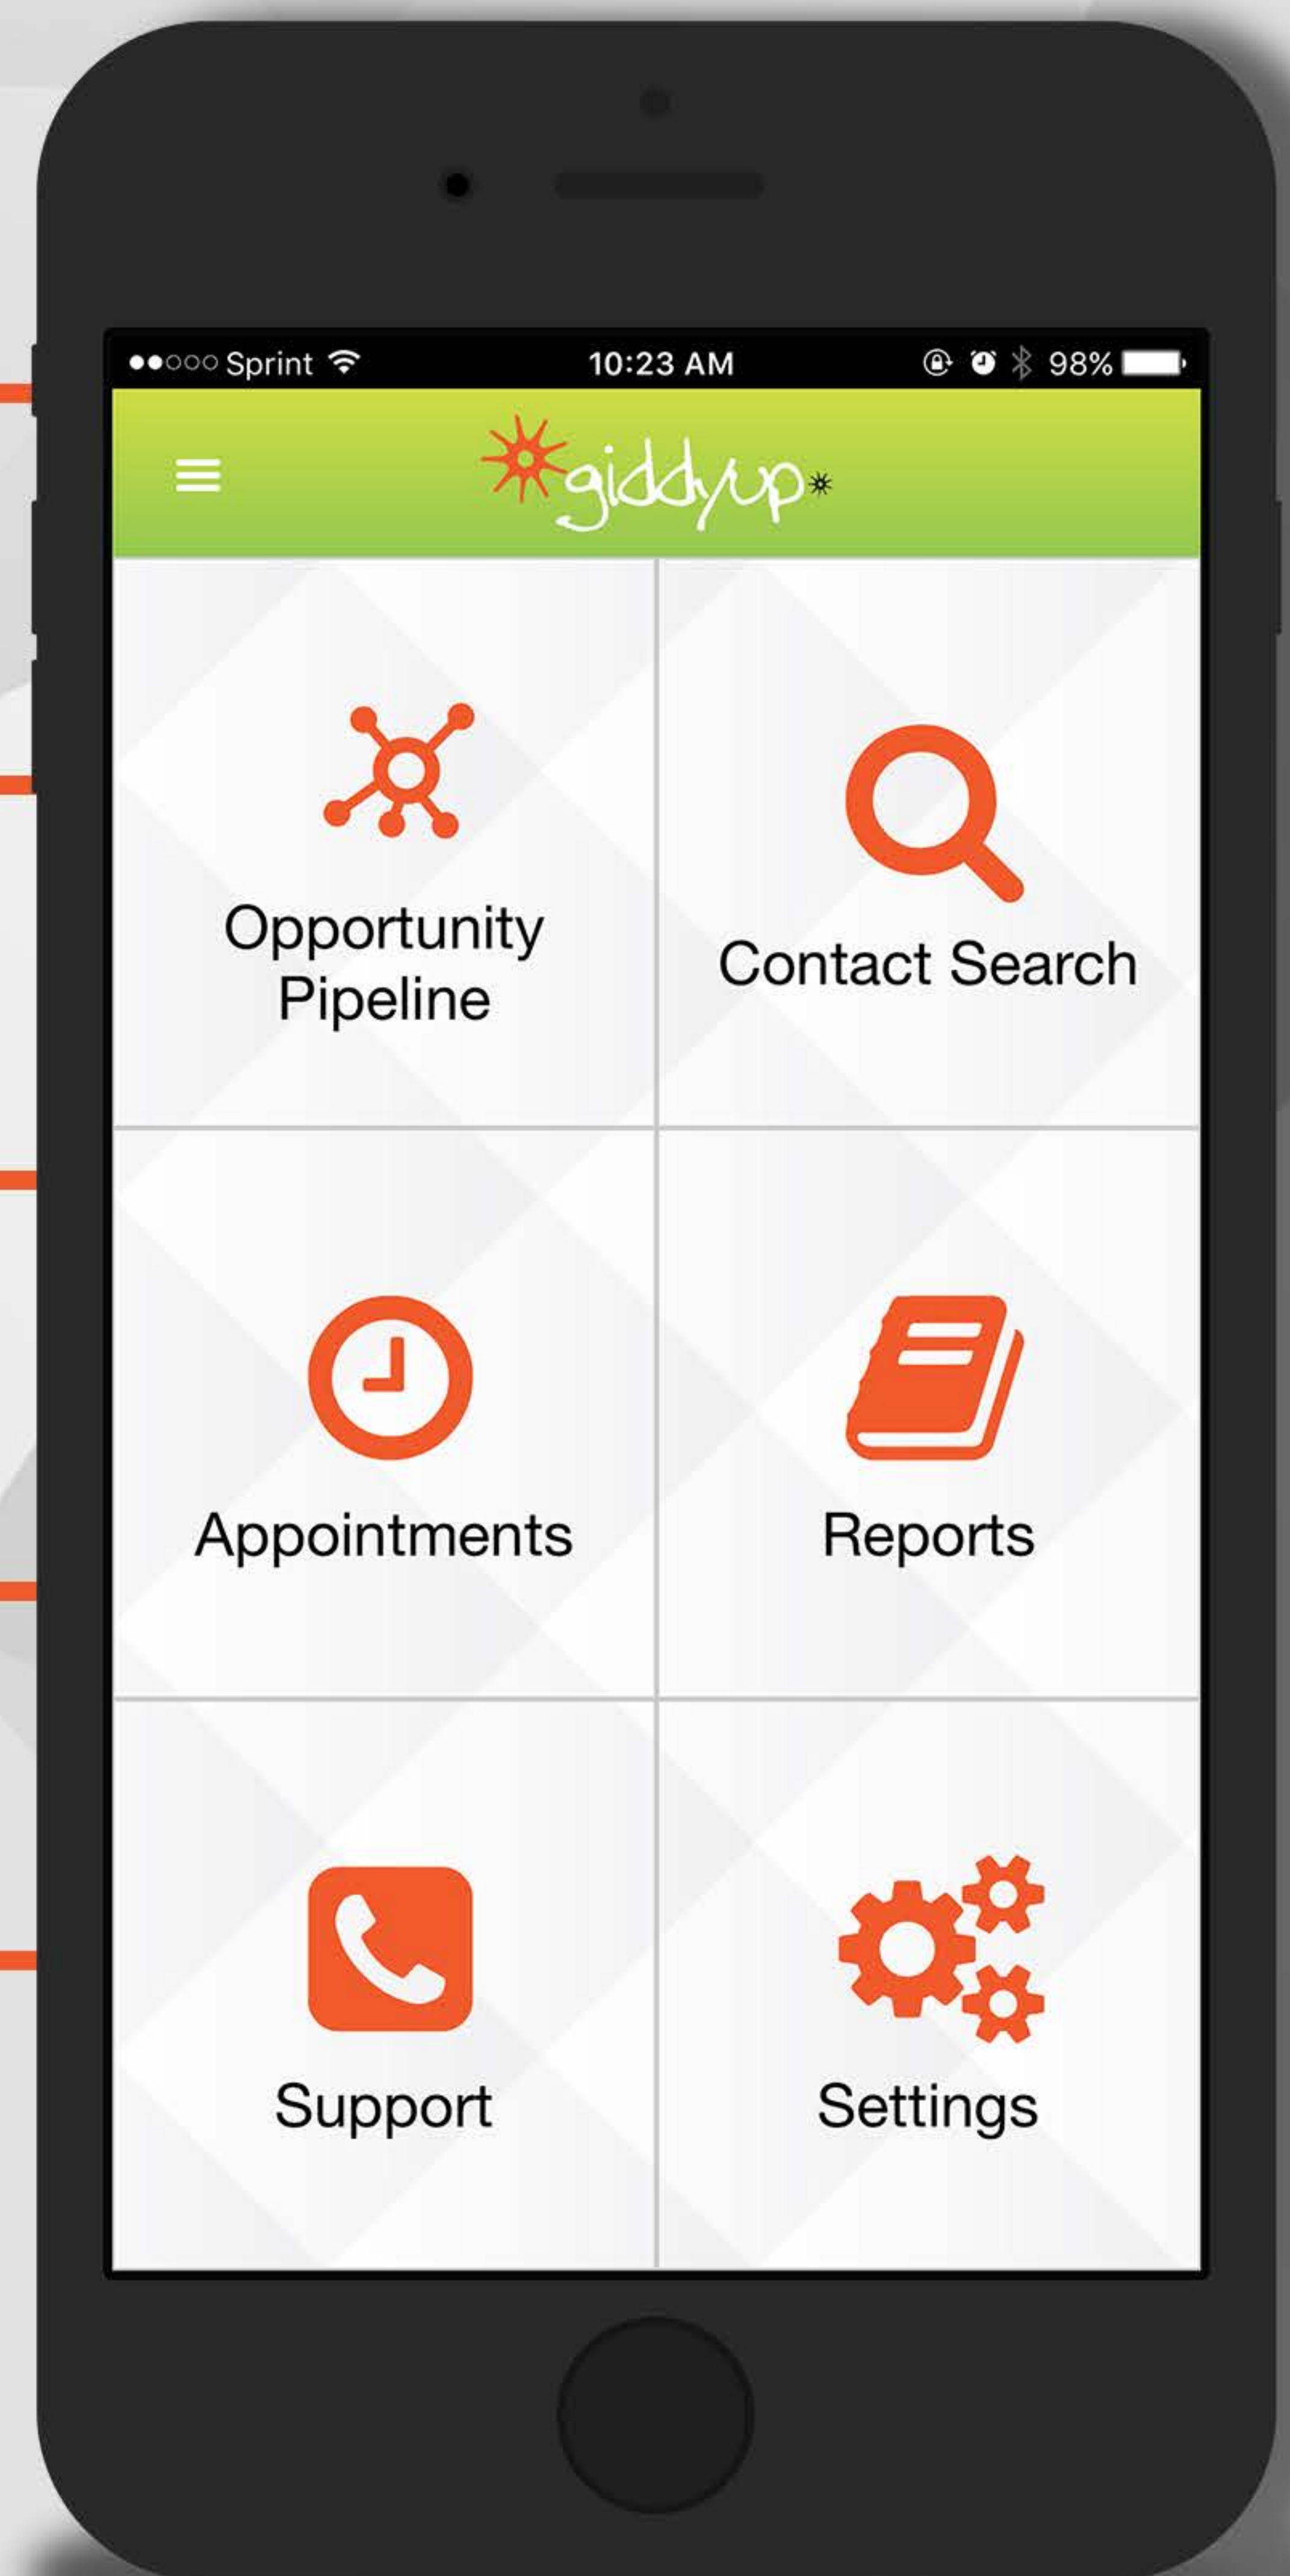 Sprint 10:23 AM 98%
giddyup
Opportunity
Pipeline
Contact Search
Appointments
Reports
Support
Settings